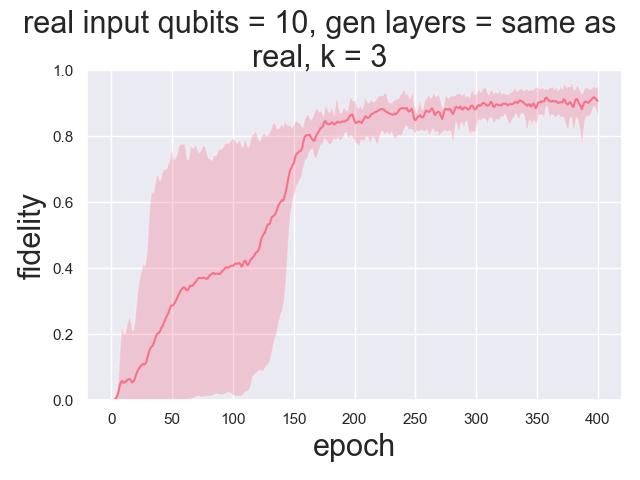 real input qubits = 10, gen layers = same as
real, k = 3
1.0
0.8
0.6
0.4
0.2
0.0
fidelity
0 50 100 150 200 250 300 350 400
epoch